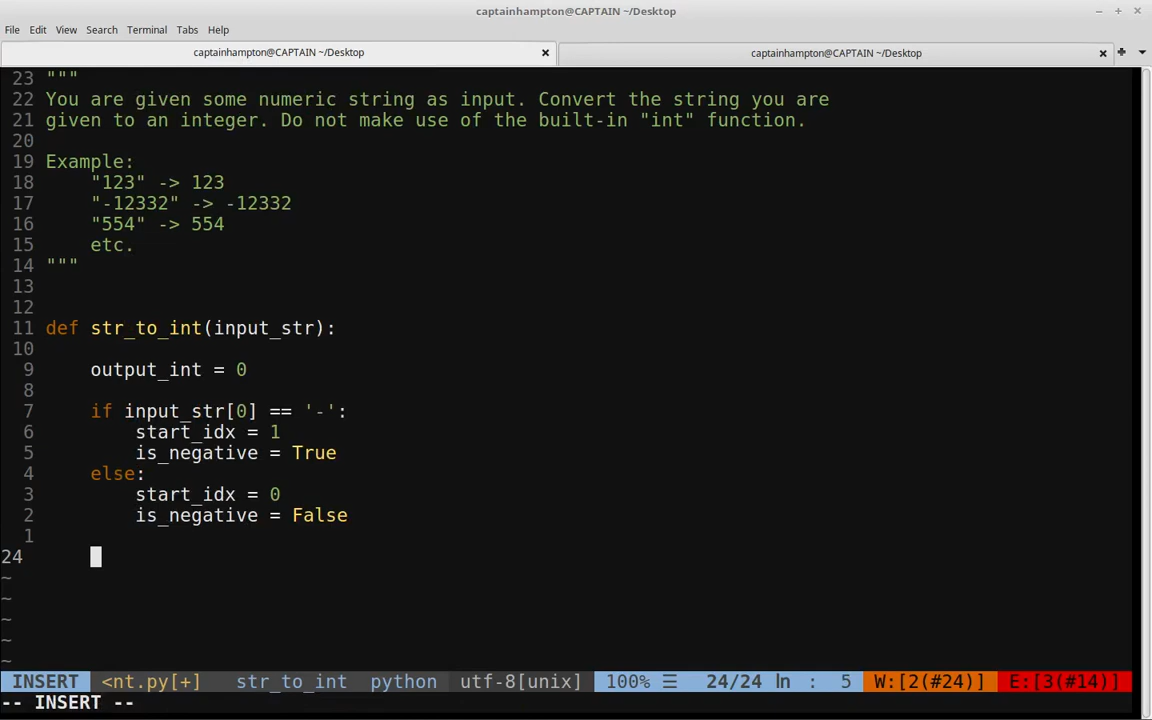 captainhampton@CAPTAIN ~/Desktop
File Edit View Search Terminal Tabs Help
captainhampton@CAPTAIN ~/Desktop captainhampton@CAPTAIN ~/Desktop
23 """
22 You are given some numeric string as input. Convert the string you are
21 given to an integer. Do not make use of the built-in "int" function.
20
19 Example:
18     "123" -> 123
17     "-12332" -> -12332
16     "554" -> 554
15     etc.
14 """
13
12
11 def str_to_int(input_str):
10
9     output_int = 0
8
7     if input_str[0] == '-':
6         start_idx = 1
5         is_negative = True
4     else:
3         start_idx = 0
2         is_negative = False
1
24
~
~
~
~
~
INSERT <nt.py[+] str_to_int python utf-8[unix] 100% ☰ 24/24 ln : 5 W:[2(#24)] E:[3(#14)]
-- INSERT --